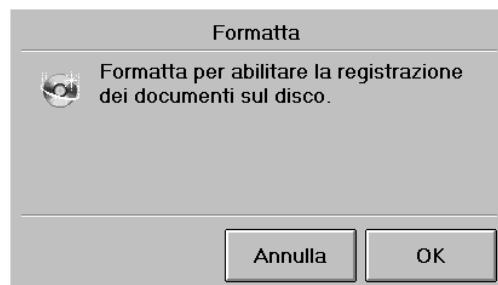 Formatta
Formatta per abilitare la registrazione
dei documenti sul disco.
Annulla
OK